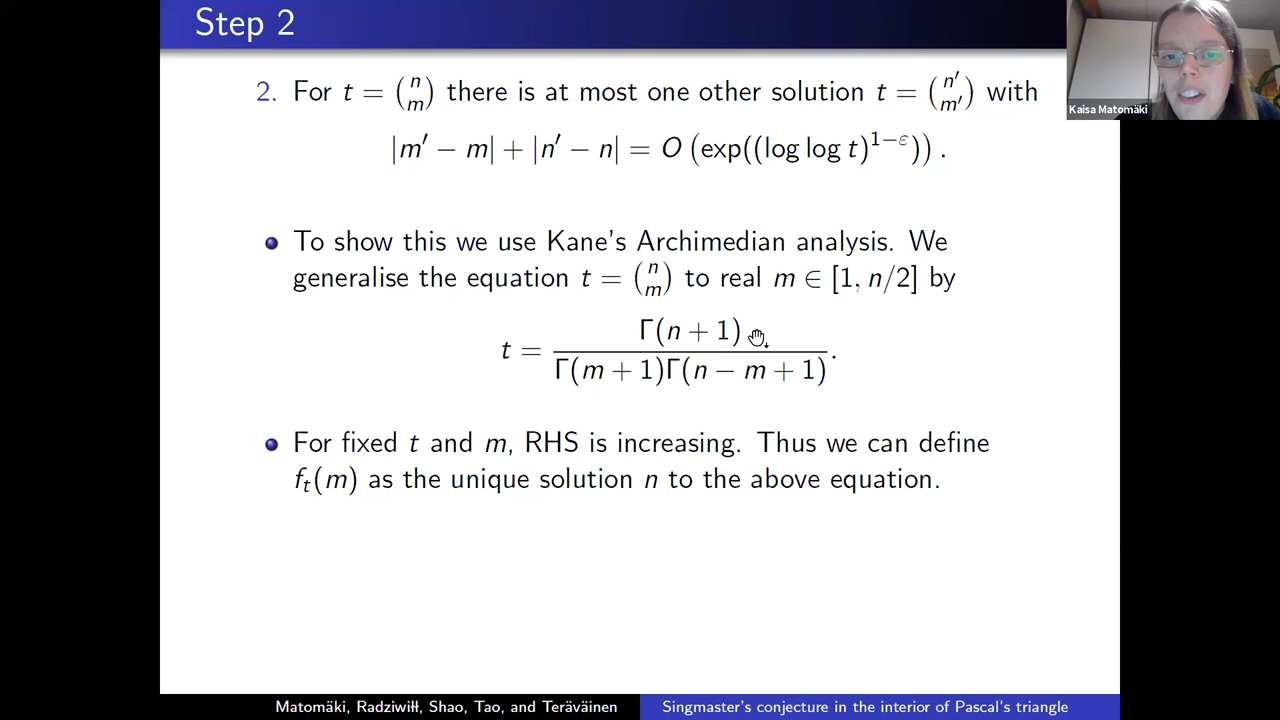 Step 2
2. For t = (n m) there is at most one other solution t = (n′ m′) with
|m′ − m| + |n′ − n| = O (exp((log log t)^{1−ε})) .
To show this we use Kane's Archimedian analysis. We
generalise the equation t = (n m) to real m ∈ [1, n/2] by
t = Γ(n + 1) / Γ(m + 1)Γ(n − m + 1) .
For fixed t and m, RHS is increasing. Thus we can define
f_t(m) as the unique solution n to the above equation.
Kaisa Matomäki
Matomäki, Radziwiłł, Shao, Tao, and Teräväinen
Singmaster's conjecture in the interior of Pascal's triangle